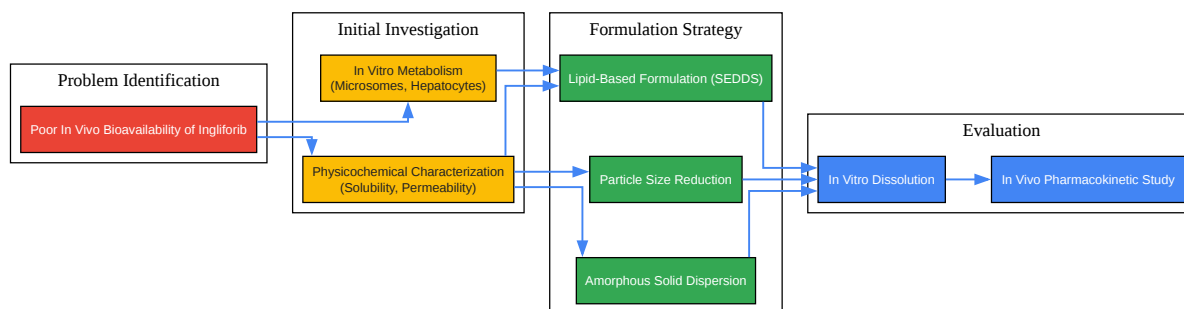 Problem Identification
Poor In Vivo Bioavailability of Ingliforib
Initial Investigation
In Vitro Metabolism
(Microsomes, Hepatocytes)
Physicochemical Characterization
(Solubility, Permeability)
Formulation Strategy
Lipid-Based Formulation (SEDDS)
Particle Size Reduction
Amorphous Solid Dispersion
Evaluation
In Vitro Dissolution
In Vivo Pharmacokinetic Study